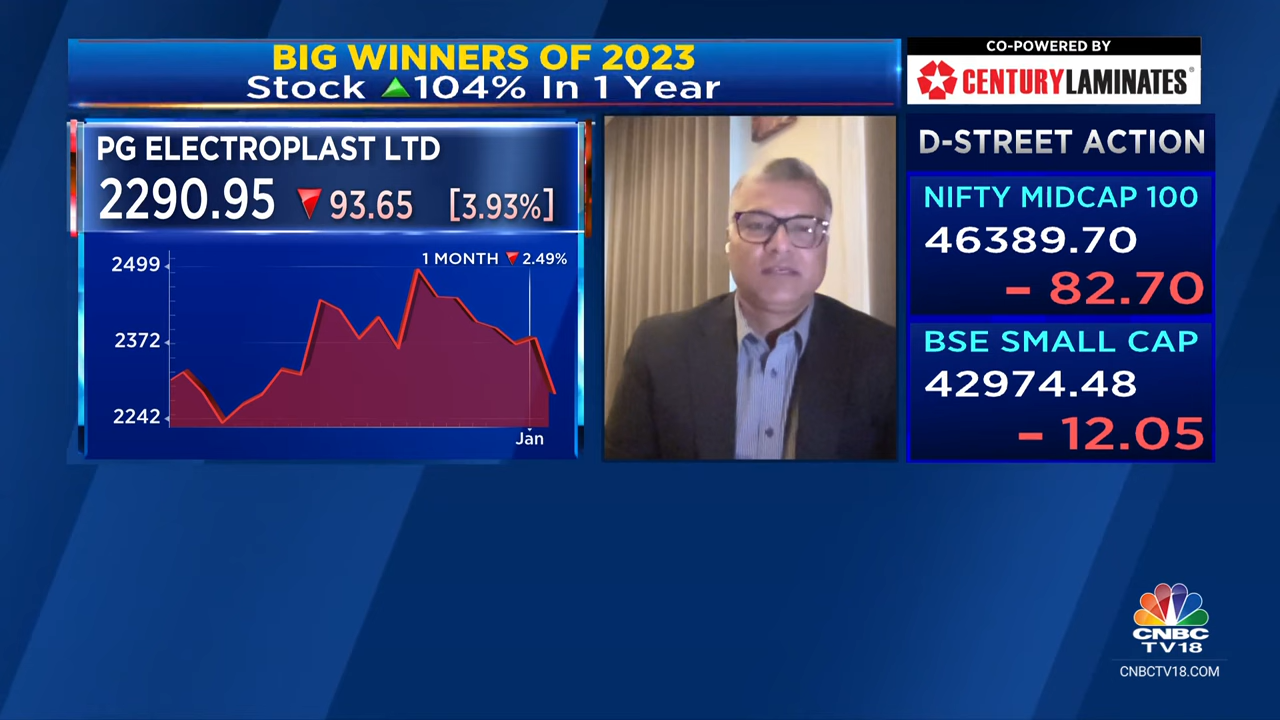 BIG WINNERS OF 2023
Stock ▲104% In 1 Year
CO-POWERED BY
CENTURYLAMINATES®
PG ELECTROPLAST LTD
2290.95 ▼ 93.65 [3.93%]
1 MONTH ▼ 2.49%
2499
2372
2242
Jan
D-STREET ACTION
NIFTY MIDCAP 100
46389.70
- 82.70
BSE SMALL CAP
42974.48
- 12.05
CNBC
TV18
CNBCTV18.COM